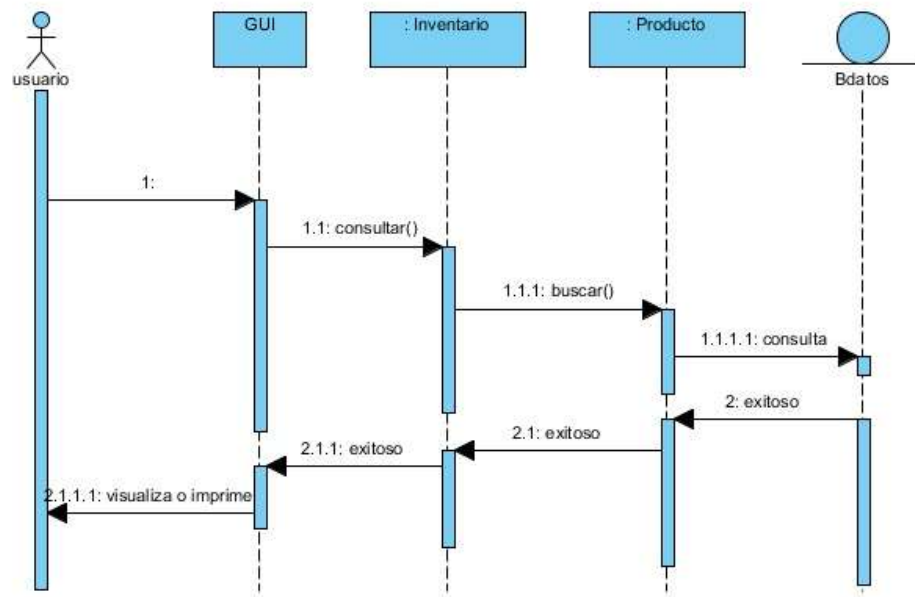 GUI
: Inventario
: Producto
usuario
Bdatos
1:
1.1: consultar()
1.1.1: buscar()
1.1.1.1: consulta
2: exitoso
2.1: exitoso
2.1.1: exitoso
2.1.1.1: visualiza o imprime